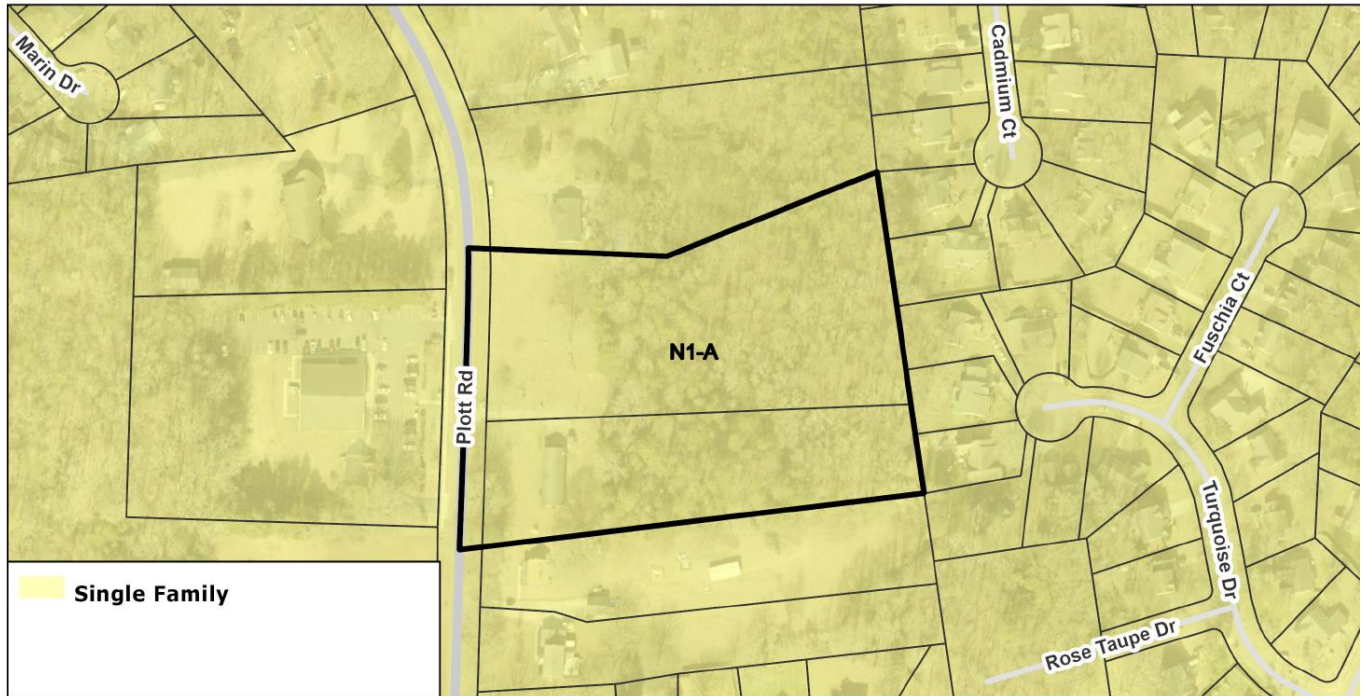 Marin Dr
Cadmium Ct
Fuschia Ct
N1-A
Plott Rd
Turquoise Dr
Rose Taupe Dr
Single Family